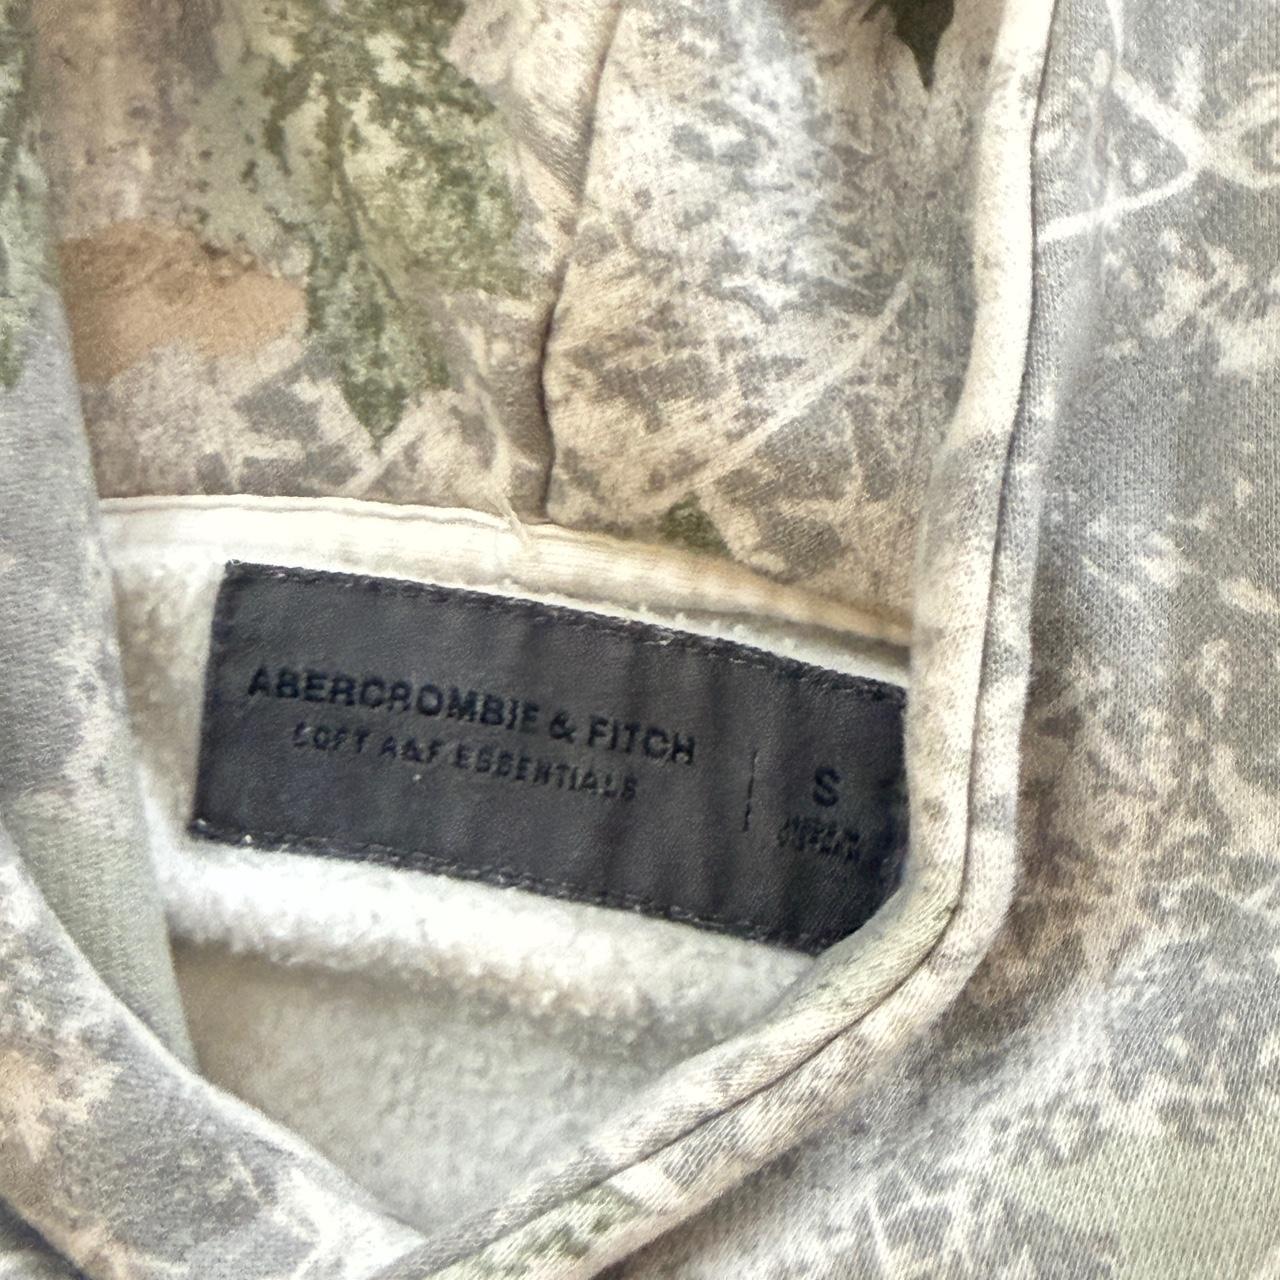 ABERCROMBIE & FITCH
SOFT A&F ESSENTIALS
S